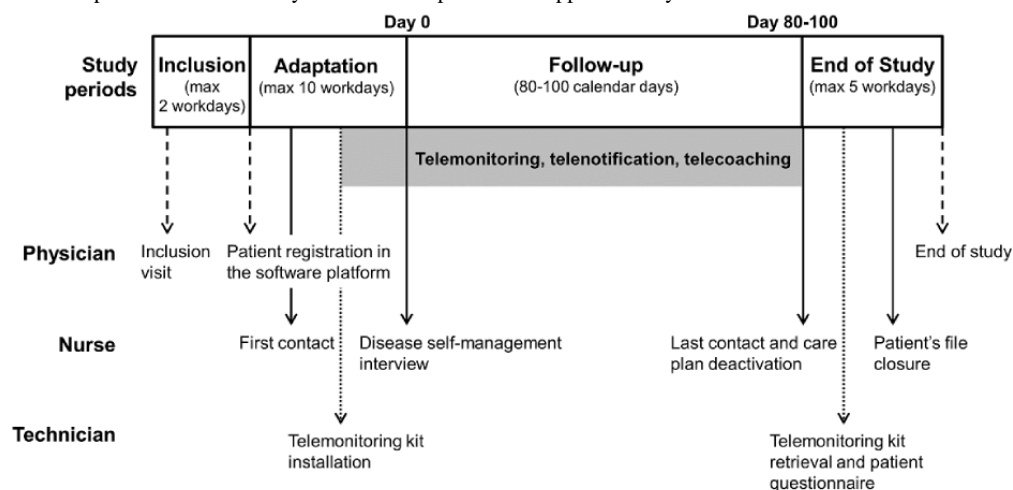 Day 0
Day 80-100
Study
periods
Inclusion
(max
2 workdays)
Adaptation
(max 10 workdays)
Follow-up
(80-100 calendar days)
End of Study
(max 5 workdays)
Telemonitoring, telenotification, telecoaching
Physician
Inclusion
visit
Patient registration in
the software platform
End of study
Nurse
First contact
Disease self-management
interview
Last contact and care
plan deactivation
Patient's file
closure
Technician
Telemonitoring kit
installation
Telemonitoring kit
retrieval and patient
questionnaire